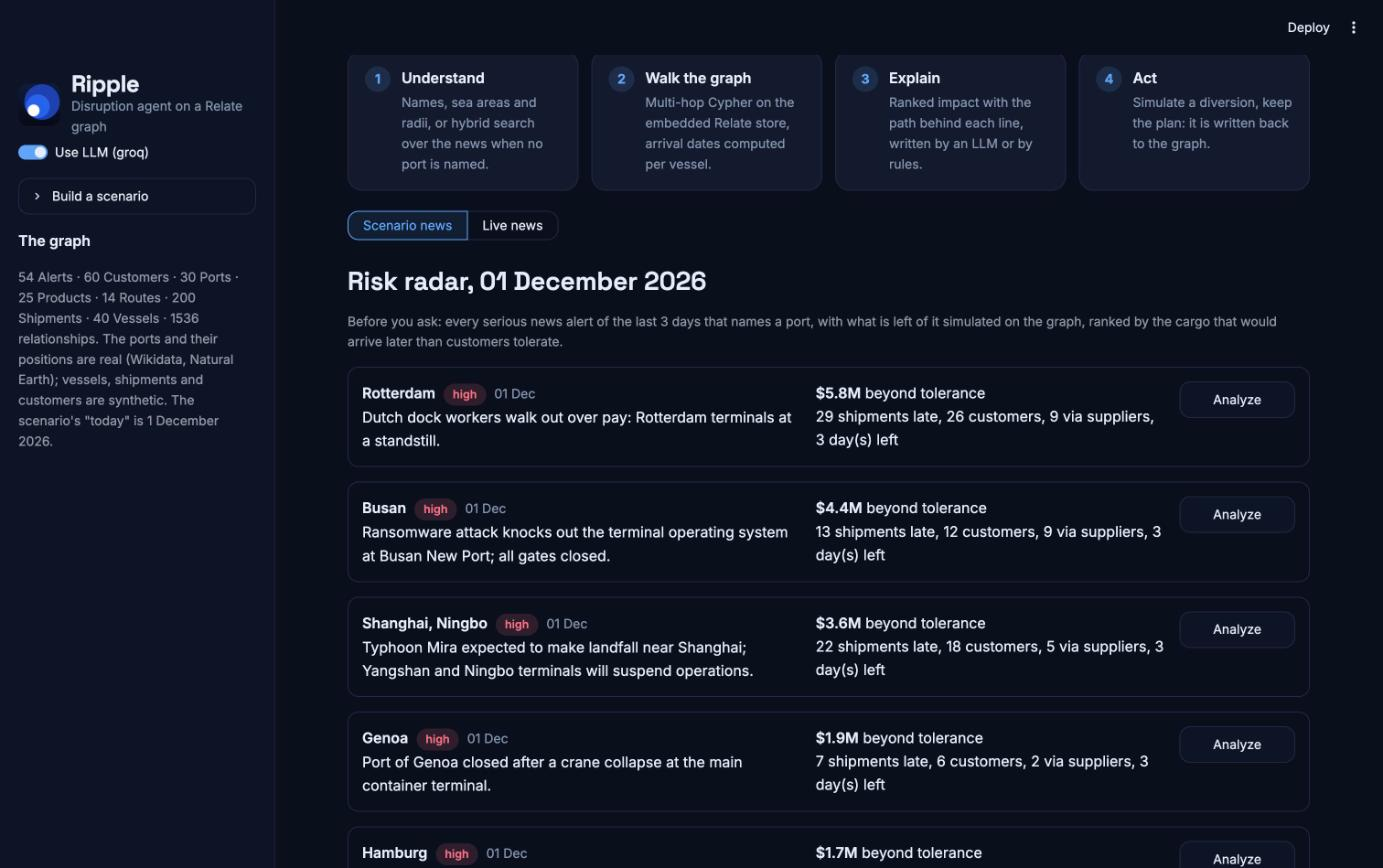 Deploy
Ripple
Disruption agent on a Relate
graph
Use LLM (groq)
Build a scenario
The graph
54 Alerts · 60 Customers · 30 Ports ·
25 Products · 14 Routes · 200
Shipments · 40 Vessels · 1536
relationships. The ports and their
positions are real (Wikidata, Natural
Earth); vessels, shipments and
customers are synthetic. The
scenario's "today" is 1 December
2026.
1 Understand
Names, sea areas and
radii, or hybrid search
over the news when no
port is named.
2 Walk the graph
Multi-hop Cypher on the
embedded Relate store,
arrival dates computed
per vessel.
3 Explain
Ranked impact with the
path behind each line,
written by an LLM or by
rules.
4 Act
Simulate a diversion, keep
the plan: it is written back
to the graph.
Scenario news
Live news
Risk radar, 01 December 2026
Before you ask: every serious news alert of the last 3 days that names a port, with what is left of it simulated on the graph, ranked by the cargo that would
arrive later than customers tolerate.
Rotterdam high 01 Dec
Dutch dock workers walk out over pay: Rotterdam terminals at
a standstill.
$5.8M beyond tolerance
29 shipments late, 26 customers, 9 via suppliers,
3 day(s) left
Analyze
Busan high 01 Dec
Ransomware attack knocks out the terminal operating system
at Busan New Port; all gates closed.
$4.4M beyond tolerance
13 shipments late, 12 customers, 9 via suppliers, 3
day(s) left
Analyze
Shanghai, Ningbo high 01 Dec
Typhoon Mira expected to make landfall near Shanghai;
Yangshan and Ningbo terminals will suspend operations.
$3.6M beyond tolerance
22 shipments late, 18 customers, 5 via suppliers, 3
day(s) left
Analyze
Genoa high 01 Dec
Port of Genoa closed after a crane collapse at the main
container terminal.
$1.9M beyond tolerance
7 shipments late, 6 customers, 2 via suppliers, 3
day(s) left
Analyze
Hamburg high 01 Dec
$1.7M beyond tolerance
Analyze